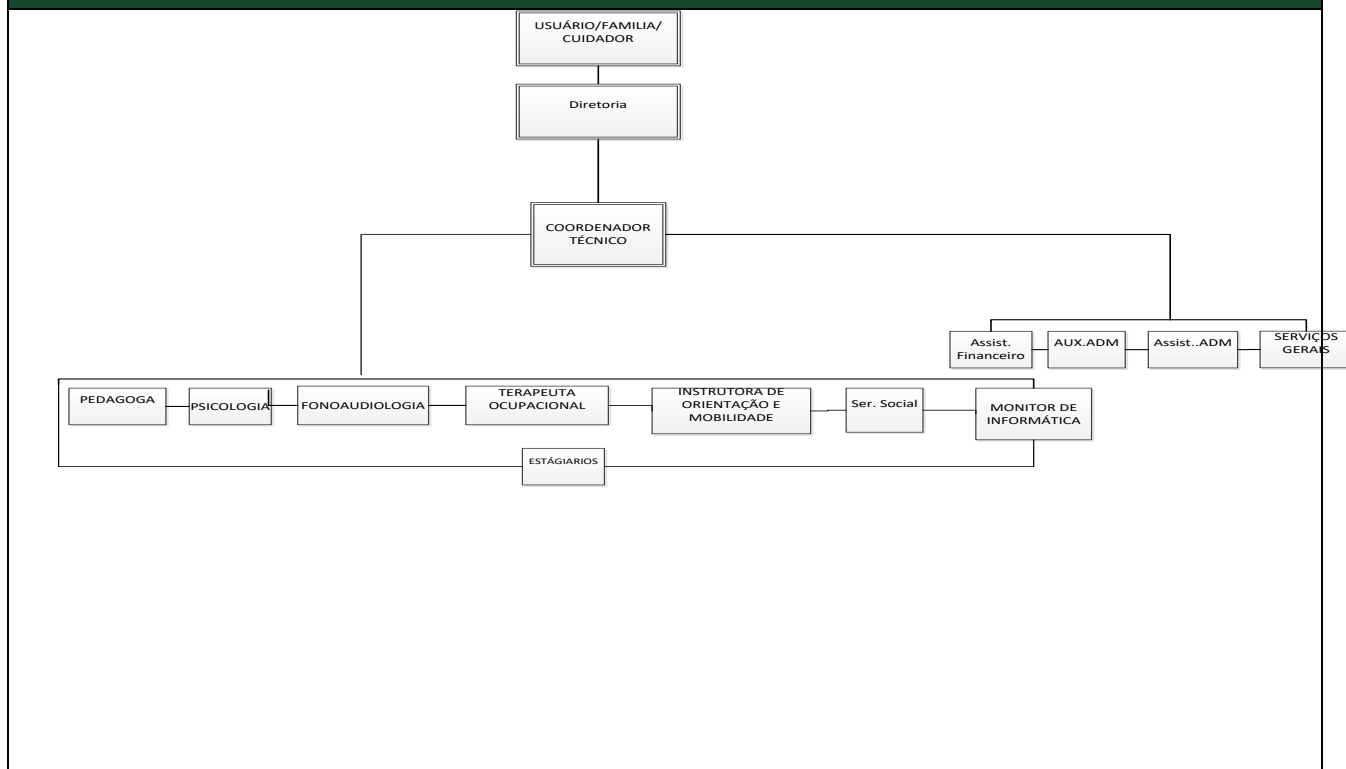 USUÁRIO/FAMILIA/
CUIDADOR
Diretoria
COORDENADOR
TÉCNICO
Assist.
Financeiro
AUX.ADM
Assist..ADM
SERVIÇOS
GERAIS
PEDAGOGA
PSICOLOGIA
FONOAUDIOLOGIA
TERAPEUTA
OCUPACIONAL
INSTRUTORA DE
ORIENTAÇÃO E
MOBILIDADE
Ser. Social
MONITOR DE
INFORMÁTICA
ESTÁGIARIOS